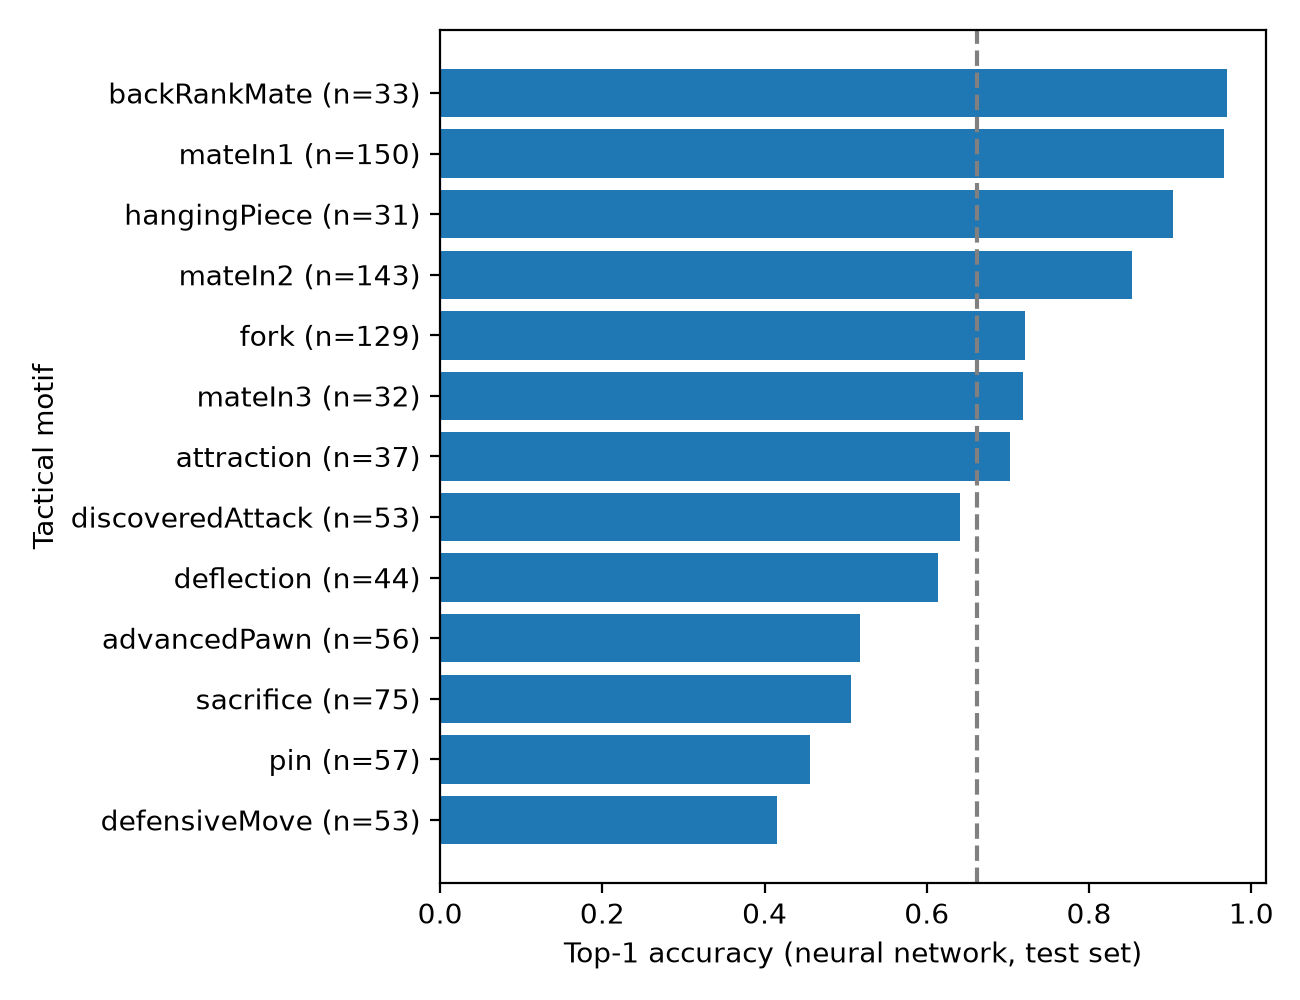 backRankMate (n=33)
mateIn1 (n=150)
hangingPiece (n=31)
mateIn2 (n=143)
fork (n=129)
mateIn3 (n=32)
attraction (n=37)
discoveredAttack (n=53)
deflection (n=44)
advancedPawn (n=56)
sacrifice (n=75)
pin (n=57)
defensiveMove (n=53)
Tactical motif
0.0 0.2 0.4 0.6 0.8 1.0
Top-1 accuracy (neural network, test set)